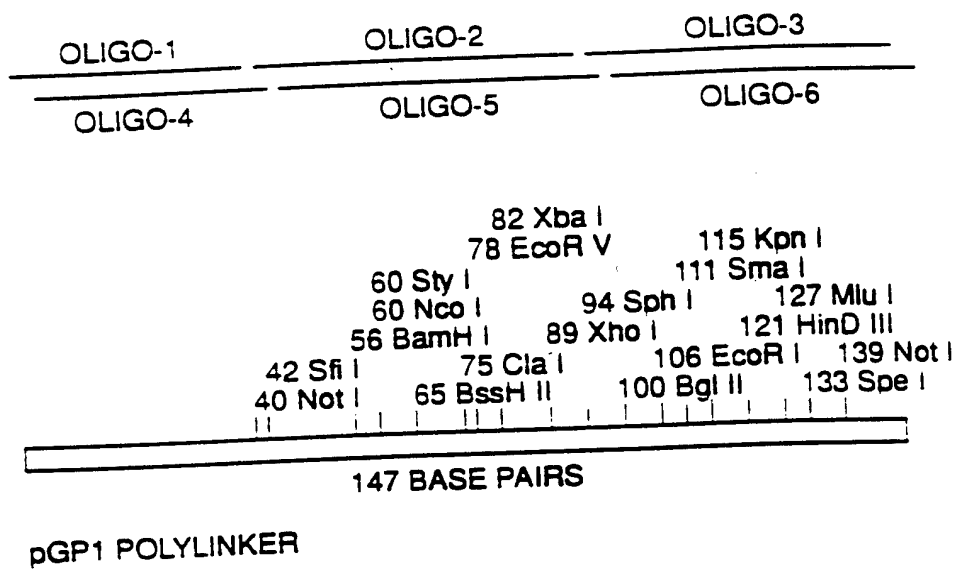 OLIGO-1 OLIGO-2 OLIGO-3
OLIGO-4 OLIGO-5 OLIGO-6
82 Xba I
78 EcoR V 115 Kpn I
60 Sty I 111 Sma I
60 Nco I 94 Sph I 127 Mlu I
56 BamH I 89 Xho I 121 HinD III
42 Sfi I 75 Cla I 106 EcoR I 139 Not I
40 Not I 65 BssH II 100 Bgl II 133 Spe I
147 BASE PAIRS
pGP1 POLYLINKER